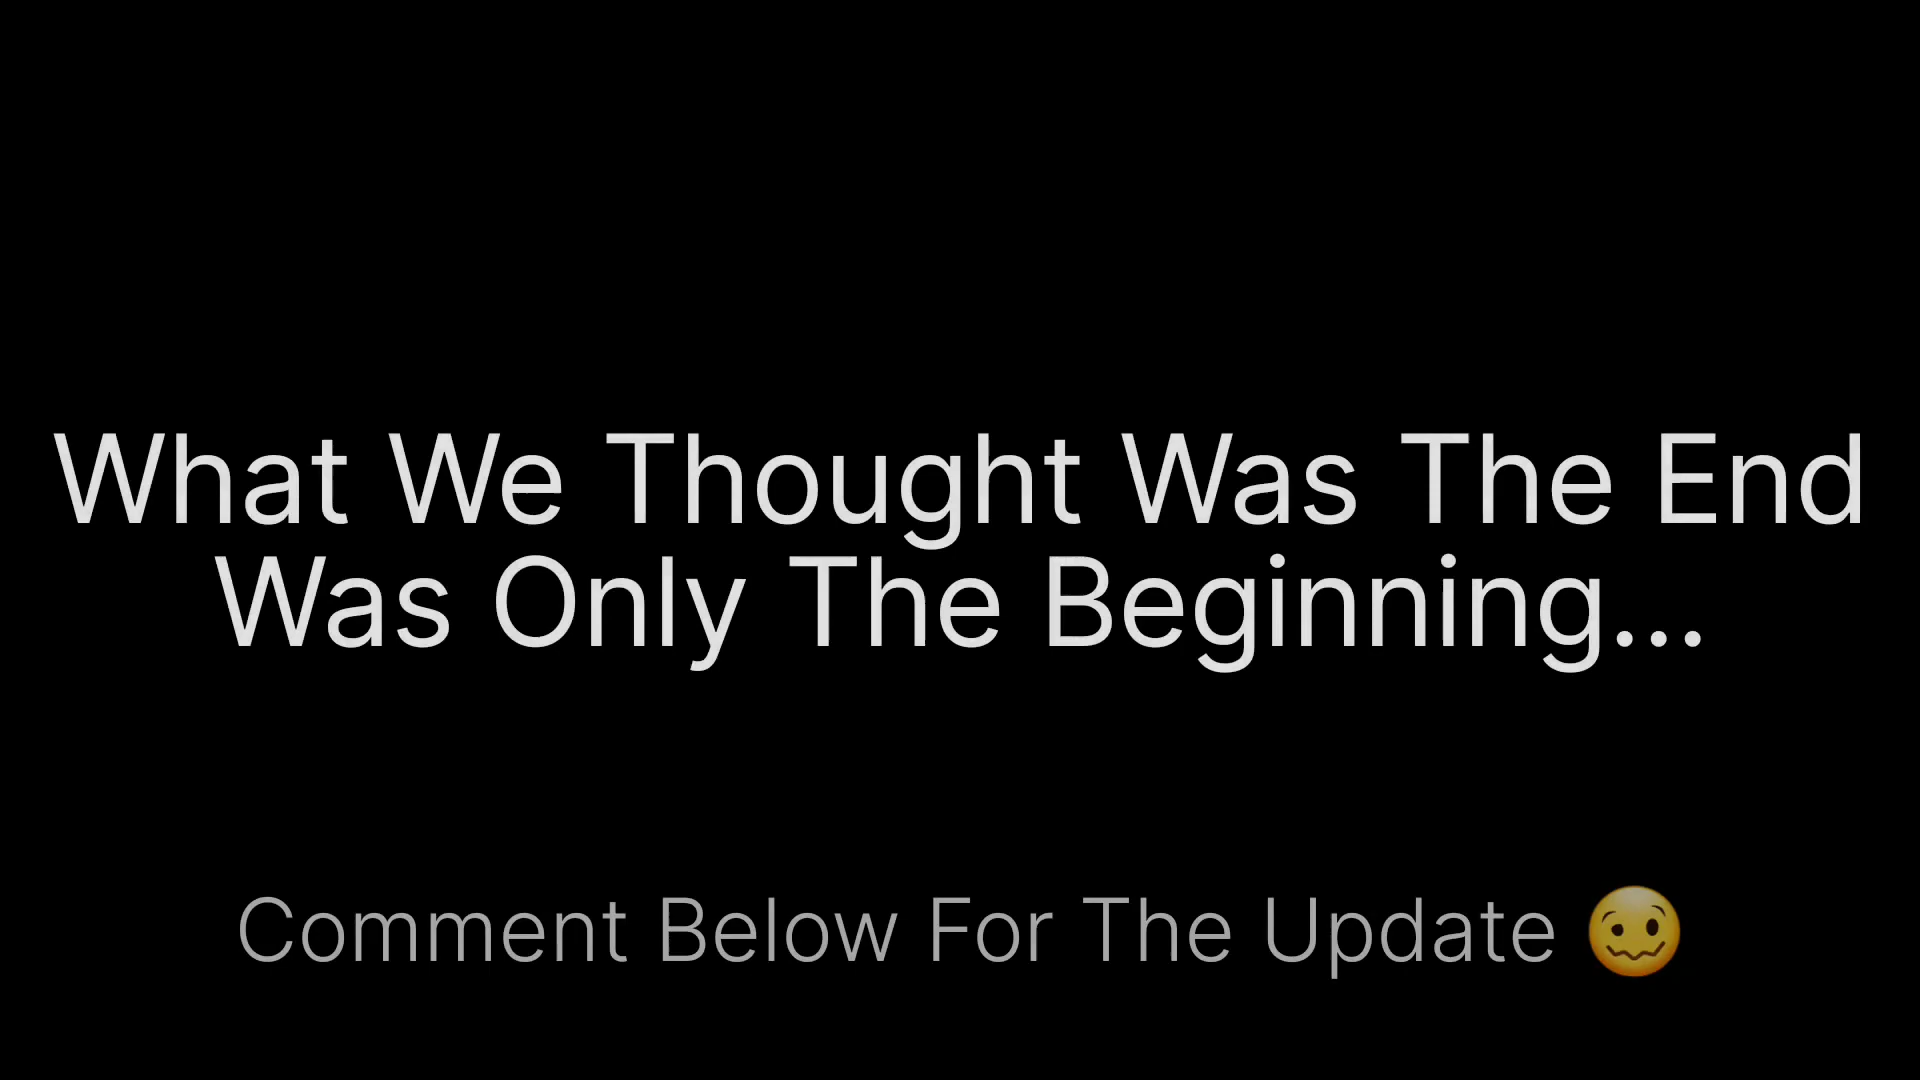 What We Thought Was The End
Was Only The Beginning...
Comment Below For The Update 🥴